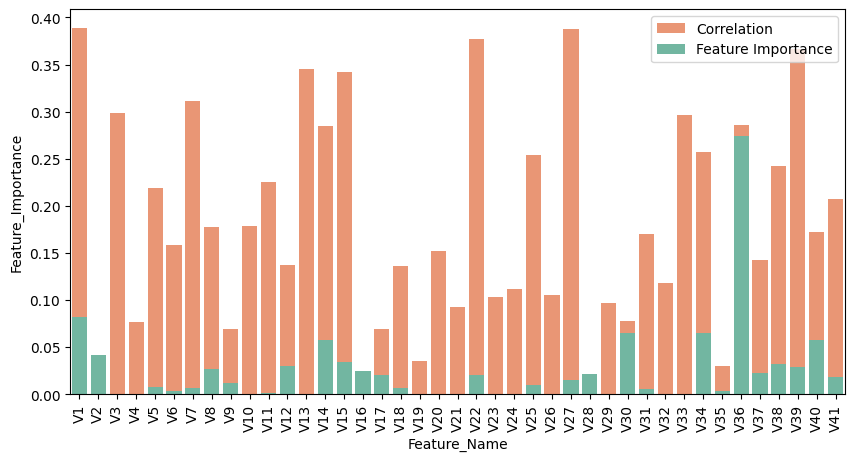 0.40
0.35
0.30
0.25
0.20
0.15
0.10
0.05
0.00
Feature_Importance
Correlation
Feature Importance
V1
V2
V3
V4
V5
V6
V7
V8
V9
V10
V11
V12
V13
V14
V15
V16
V17
V18
V19
V20
V21
V22
V23
V24
V25
V26
V27
V28
V29
V30
V31
V32
V33
V34
V35
V36
V37
V38
V39
V40
V41
Feature_Name